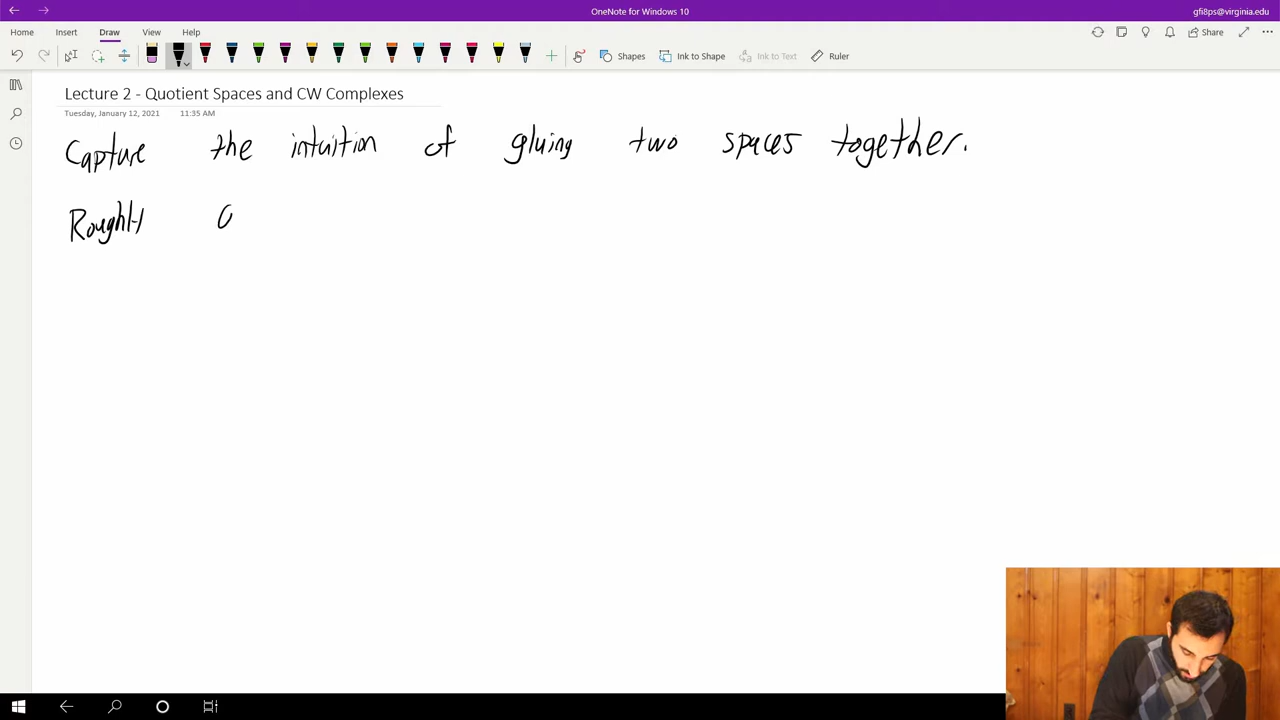 OneNote for Windows 10
gfi8ps@virginia.edu
Home Insert Draw View Help
Share
Shapes Ink to Shape Ink to Text Ruler
Lecture 2 - Quotient Spaces and CW Complexes
Tuesday, January 12, 2021 11:35 AM
Capture the intuition of gluing two spaces together.
Roughly